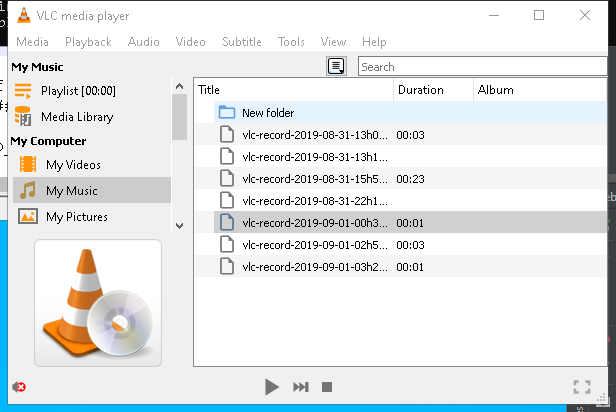 VLC media player
Media Playback Audio Video Subtitle Tools View Help
My Music
Search
Playlist [00:00]
Media Library
My Computer
My Videos
My Music
My Pictures
Title Duration Album
New folder
vlc-record-2019-08-31-13h0... 00:03
vlc-record-2019-08-31-13h1...
vlc-record-2019-08-31-15h5... 00:23
vlc-record-2019-08-31-22h1...
vlc-record-2019-09-01-00h3... 00:01
vlc-record-2019-09-01-02h5... 00:03
vlc-record-2019-09-01-03h2... 00:01